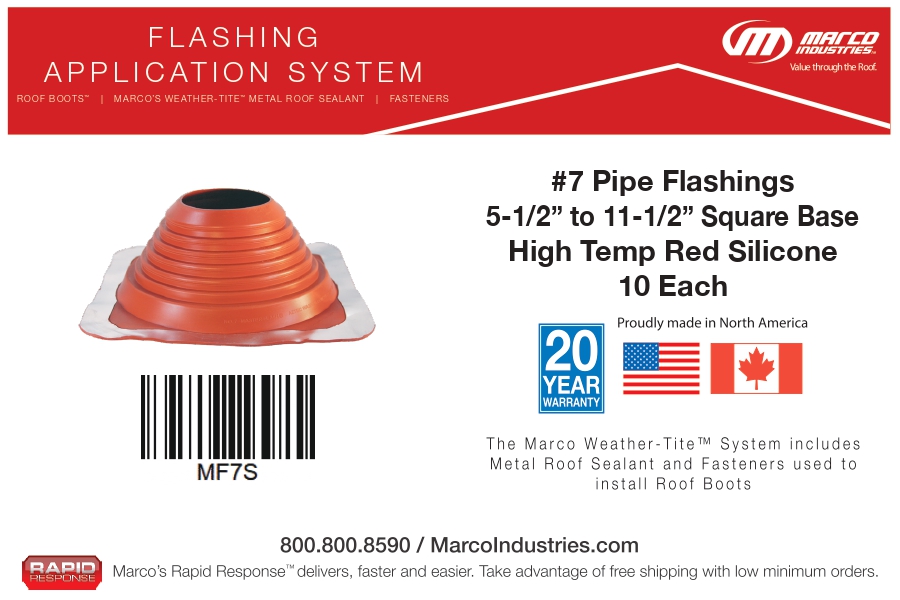 FLASHING
APPLICATION SYSTEM
ROOF BOOTS™ | MARCO'S WEATHER-TITE™ METAL ROOF SEALANT | FASTENERS
MARCO
INDUSTRIES™
Value through the Roof.
#7 Pipe Flashings
5-1/2” to 11-1/2” Square Base
High Temp Red Silicone
10 Each
Proudly made in North America
20
YEAR
WARRANTY
MF7S
The Marco Weather-Tite™ System includes
Metal Roof Sealant and Fasteners used to
install Roof Boots
800.800.8590 / MarcoIndustries.com
RAPID
RESPONSE
Marco’s Rapid Response™ delivers, faster and easier. Take advantage of free shipping with low minimum orders.